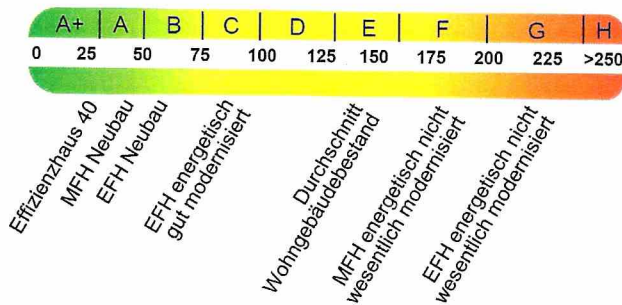 A+ A B C D E F G H
0 25 50 75 100 125 150 175 200 225 >250
Effizienzhaus 40
MFH Neubau
EFH Neubau
EFH energetisch
gut modernisiert
Durchschnitt
Wohngebäudebestand
MFH energetisch nicht
wesentlich modernisiert
EFH energetisch nicht
wesentlich modernisiert